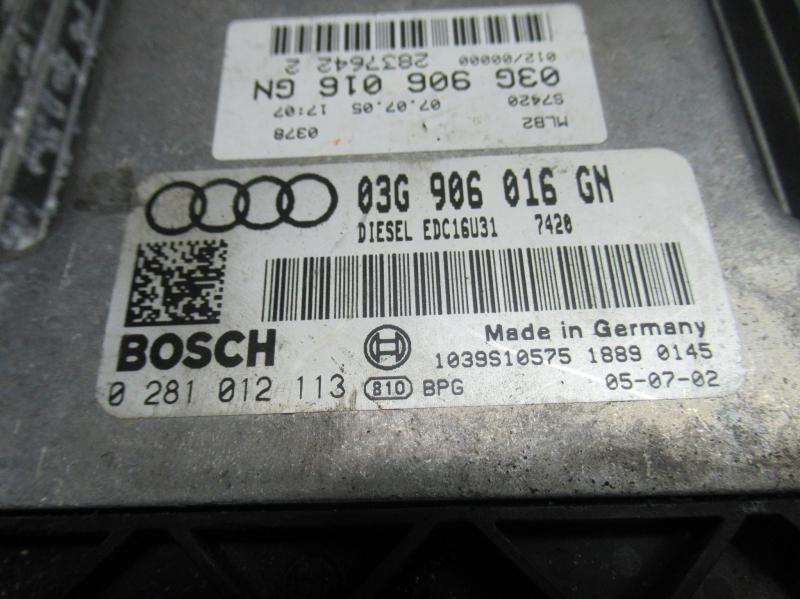 MLB2 0378
S7420 07.07.05 17:07
03G 906 016 GN
2837642 2
012/00000
03G 906 016 GN
DIESEL EDC16U31 7420
BOSCH
Made in Germany
1039S10575 1889 0145
0 281 012 113 810 BPG 05-07-02